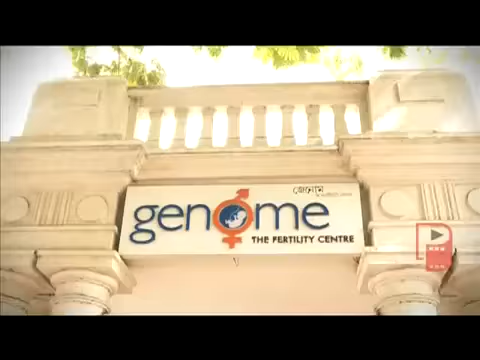 জেনোম
genome
THE FERTILITY CENTRE